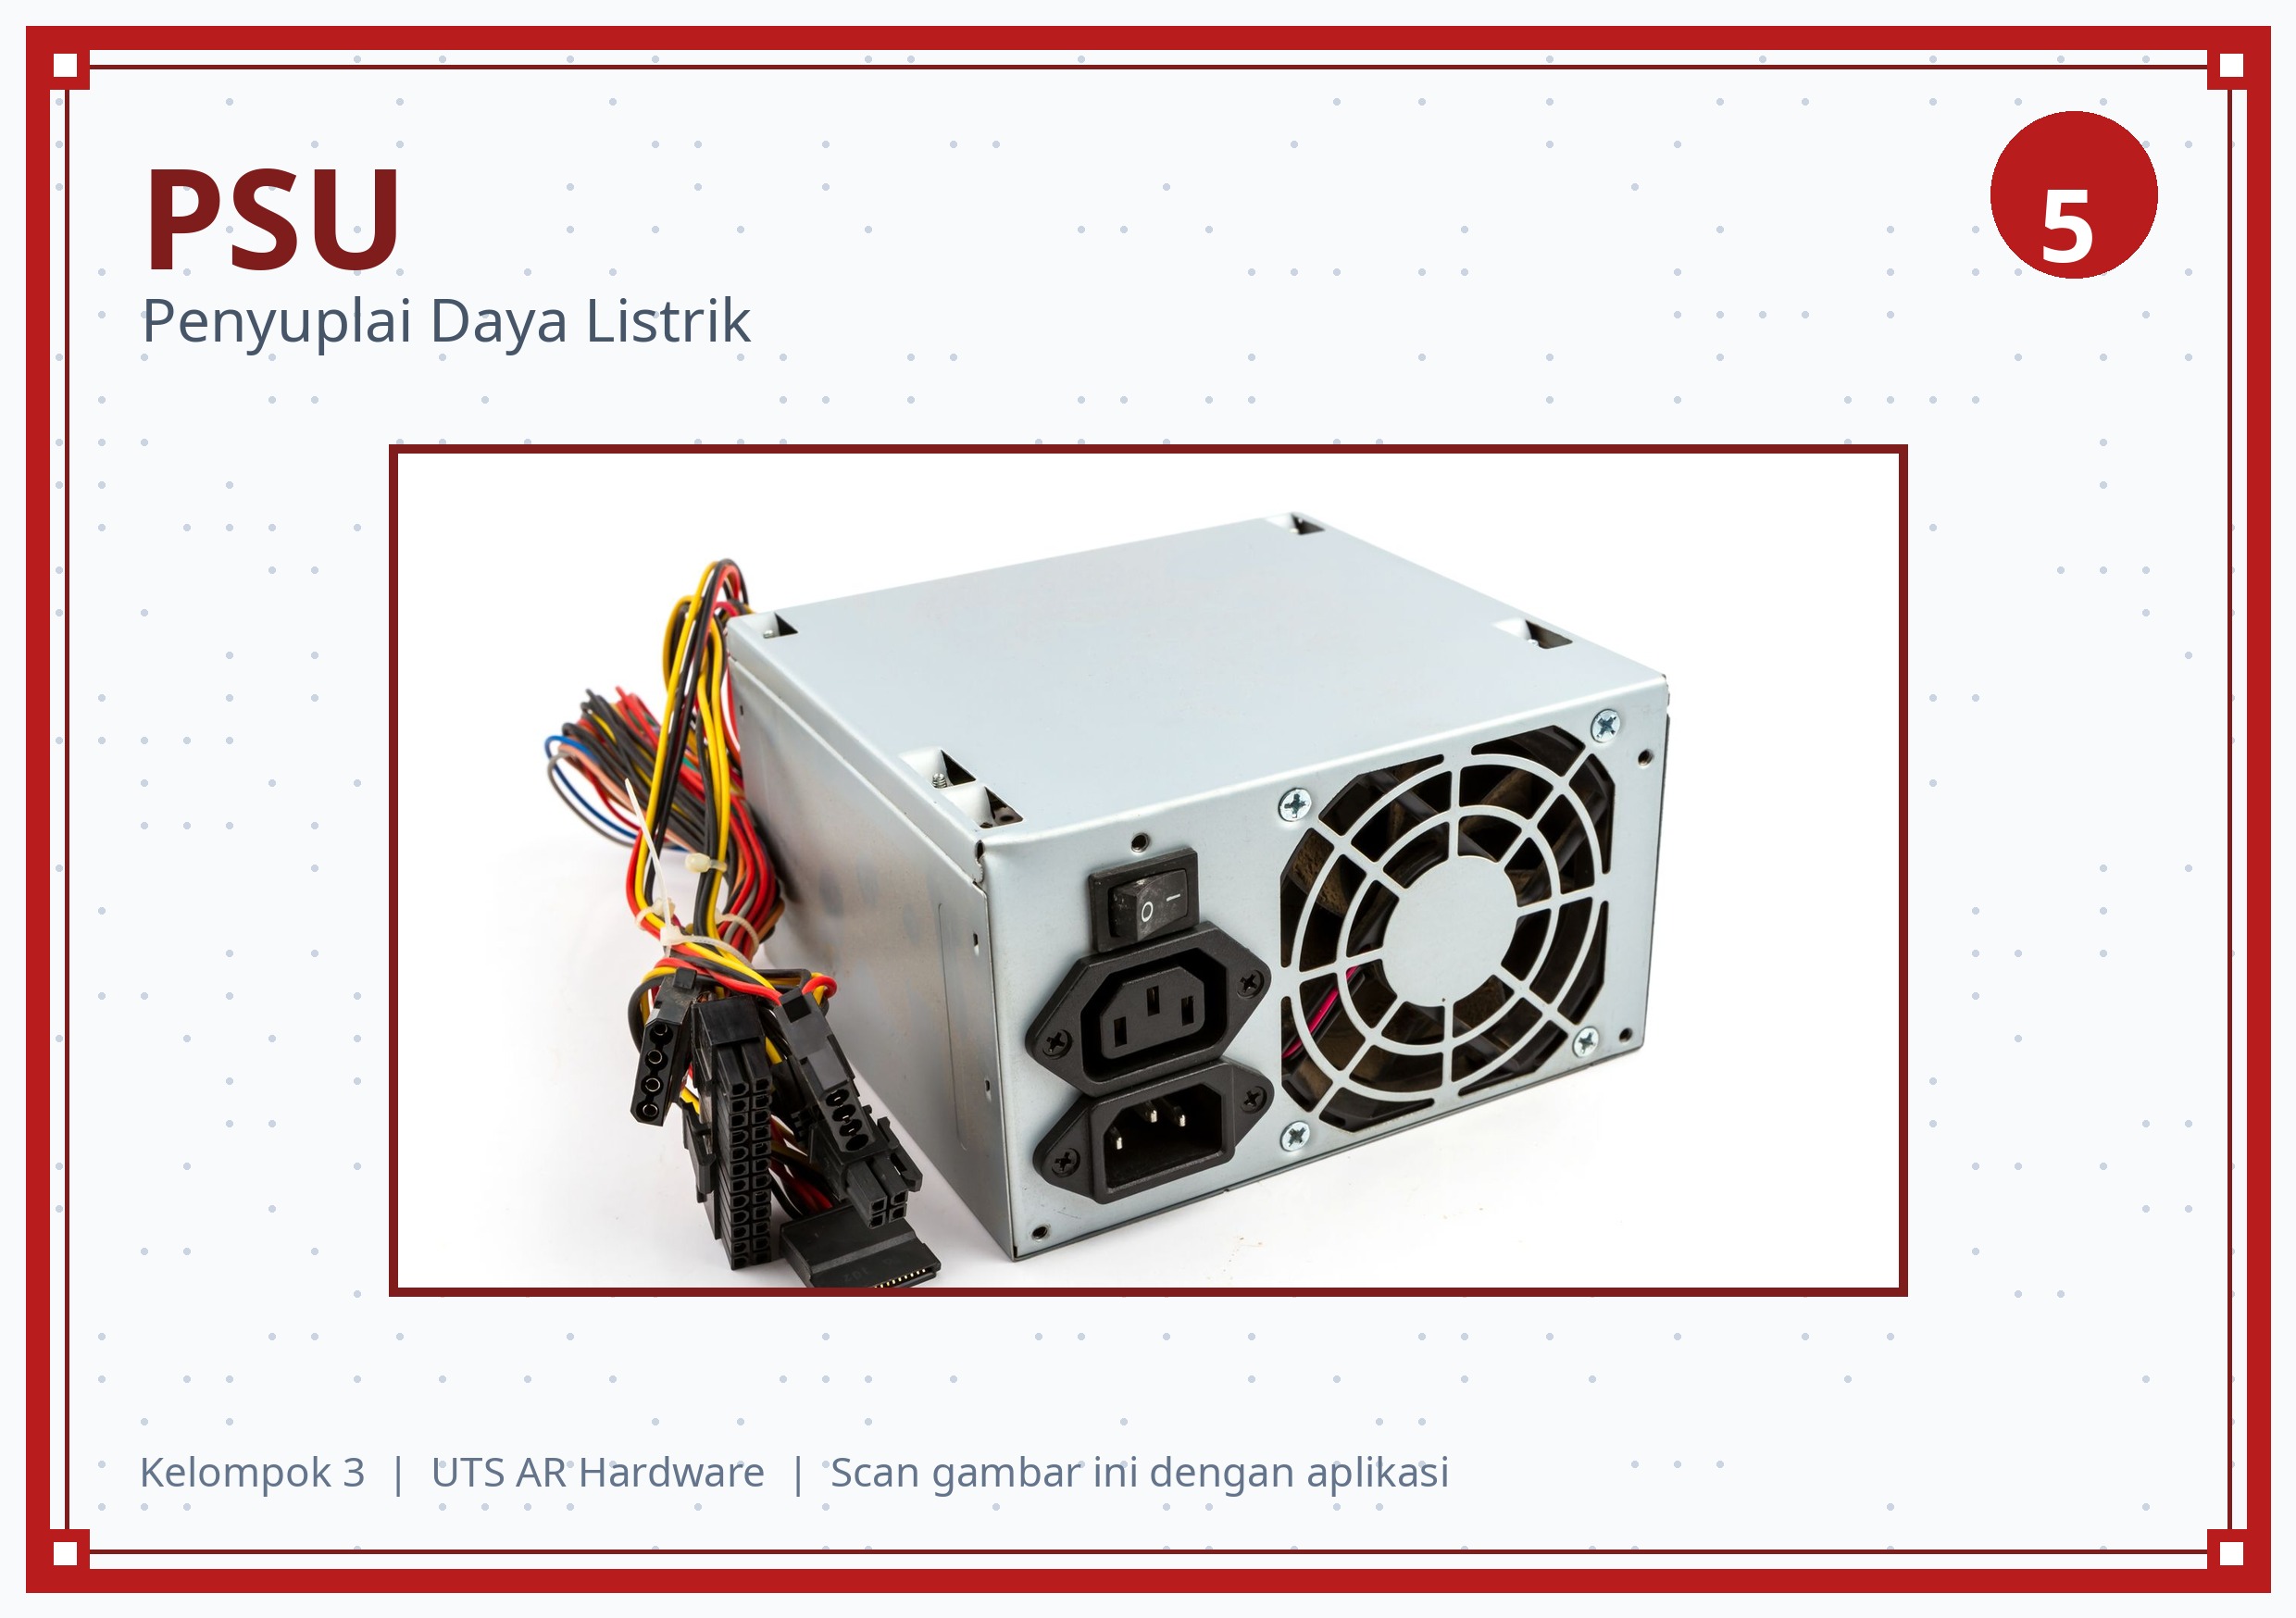 PSU
5
Penyuplai Daya Listrik
Kelompok 3 | UTS AR Hardware | Scan gambar ini dengan aplikasi